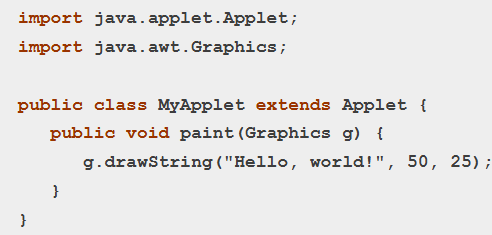 import java.applet.Applet;
import java.awt.Graphics;

public class MyApplet extends Applet {
   public void paint(Graphics g) {
      g.drawString("Hello, world!", 50, 25);
   }
}